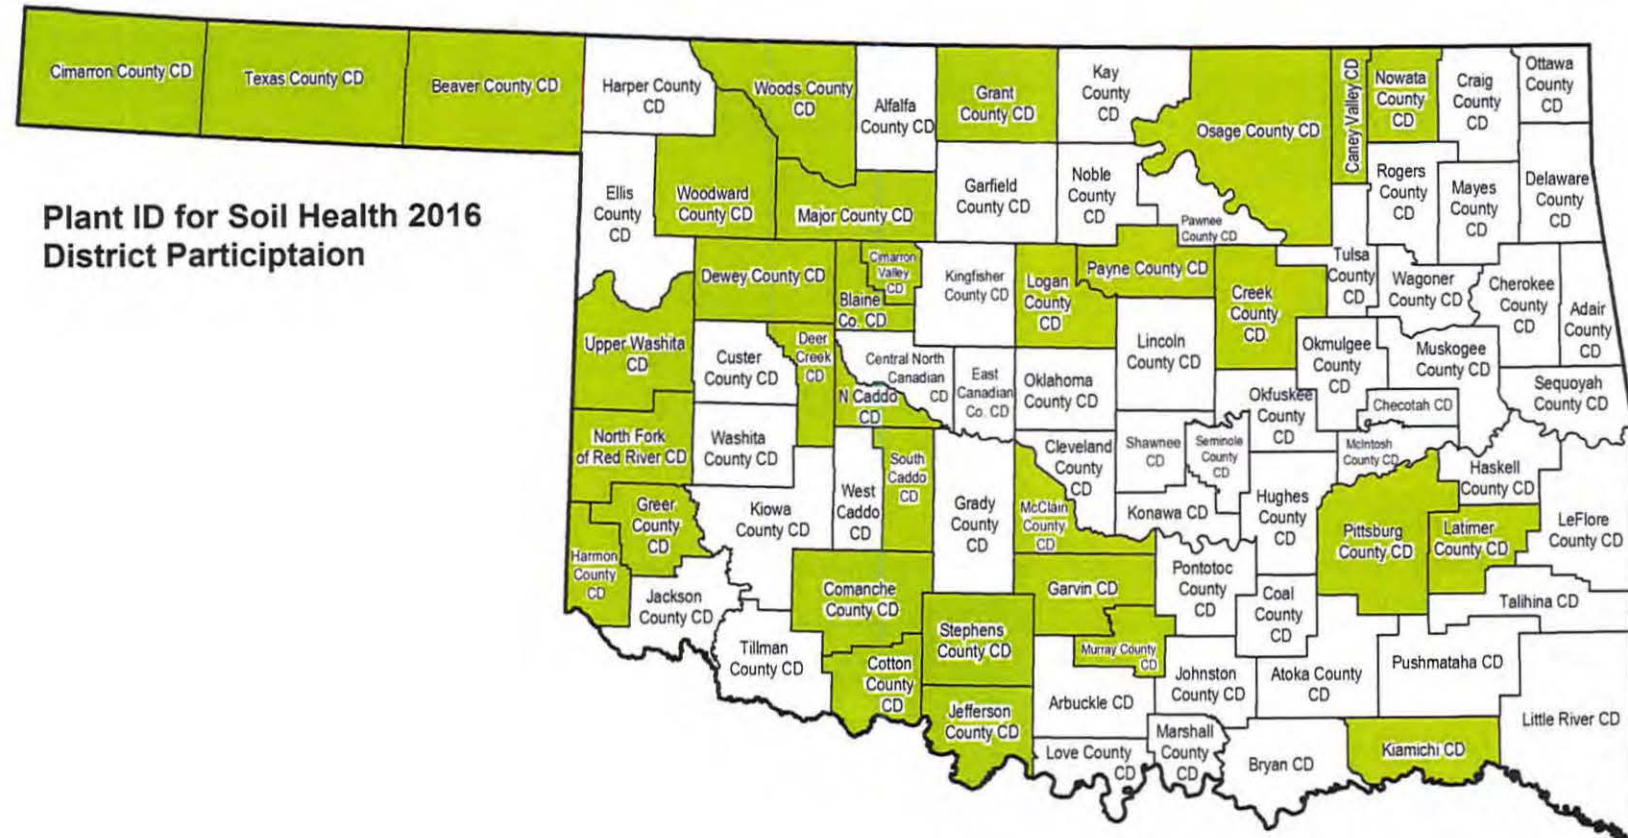 Cimarron County CD
Texas County CD
Beaver County CD
Harper County
CD
Woods County
CD
Alfalfa
County CD
Grant
County CD
Kay
County
CD
Osage County CD
Caney Valley CD
Nowata
County
CD
Craig
County
CD
Ottawa
County
CD
Plant ID for Soil Health 2016
District Participtaion
Ellis
County
CD
Woodward
County CD
Major County CD
Garfield
County CD
Noble
County
CD
Pawnee
County CD
Rogers
County
CD
Mayes
County
CD
Delaware
County
CD
Dewey County CD
Blaine
Co. CD
Cimarron
Valley
CD
Kingfisher
County CD
Logan
County
CD
Payne County CD
Creek
County
CD
Tulsa
County
CD
Wagoner
County CD
Cherokee
County
CD
Adair
County
CD
Upper Washita
CD
Custer
County CD
Deer
Creek
CD
Central North
Canadian
CD
N Caddo
CD
East
Canadian
Co. CD
Oklahoma
County CD
Lincoln
County CD
Okmulgee
County
CD
Muskogee
County CD
Sequoyah
County CD
Okfuskee
County
CD
Checotah CD
North Fork
of Red River CD
Washita
County CD
West
Caddo
CD
South
Caddo
CD
Cleveland
County
CD
Shawnee
CD
Seminole
County
CD
McIntosh
County CD
Haskell
County CD
Greer
County
CD
Kiowa
County CD
Grady
County
CD
McClain
County
CD
Konawa CD
Hughes
County
CD
Pittsburg
County CD
Latimer
County CD
LeFlore
County CD
Harmon
County
CD
Jackson
County CD
Comanche
County CD
Garvin CD
Pontotoc
County
CD
Coal
County
CD
Talihina CD
Tillman
County CD
Stephens
County CD
Murray County
CD
Cotton
County
CD
Johnston
County CD
Atoka County
CD
Pushmataha CD
Arbuckle CD
Jefferson
County CD
Love County
CD
Marshall
County
CD
Bryan CD
Kiamichi CD
Little River CD